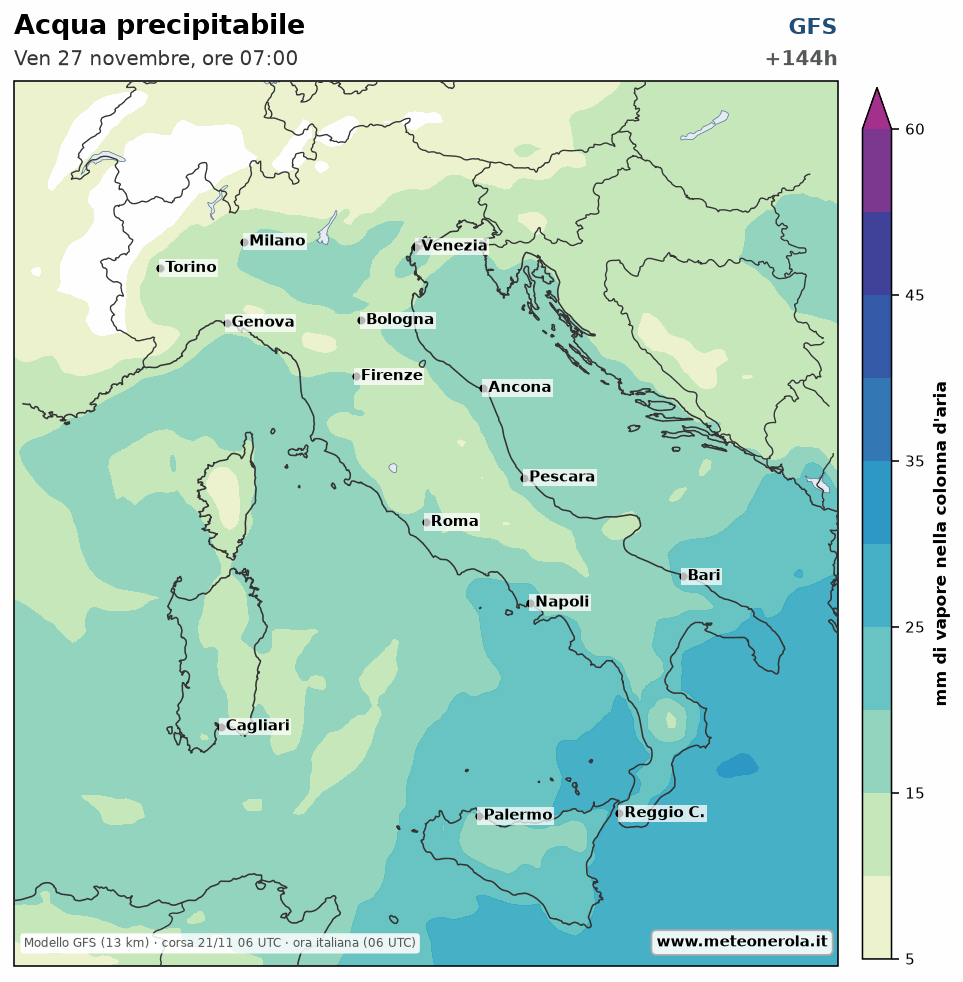 Acqua precipitabile
GFS
Ven 27 novembre, ore 07:00
+144h
60
45
35
25
15
5
mm di vapore nella colonna d'aria
Milano
Venezia
Torino
Genova
Bologna
Firenze
Ancona
Pescara
Roma
Bari
Napoli
Cagliari
Palermo
Reggio C.
Modello GFS (13 km) · corsa 21/11 06 UTC · ora italiana (06 UTC)
www.meteonerola.it